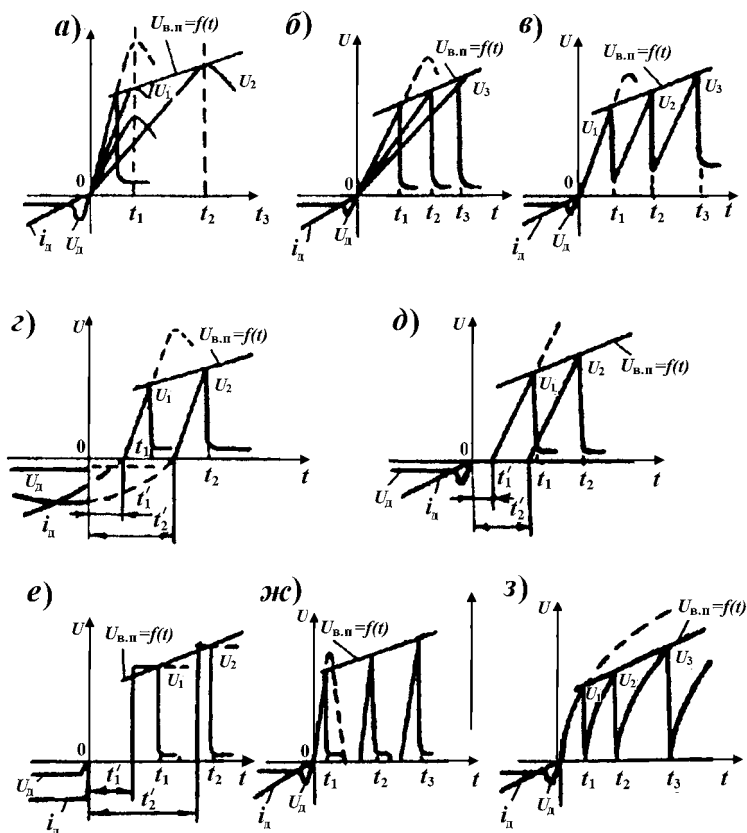 а) Uв.п=f(t)
U1 U2
0
iд Uд t1 t2 t3
б) U Uв.п=f(t)
U3
0
iд Uд t1 t2 t3 t
в) U Uв.п=f(t)
U1 U2 U3
0
iд Uд t1 t2 t3 t
г) U Uв.п=f(t)
U1 U2
0 t1 t2 t
Uд iд t′1 t′2
д) U Uв.п=f(t)
U1 U2
0
Uд iд t′1 t1 t2 t
t′2
е) U Uв.п=f(t)
U1 U2
0
Uд iд t′1 t1 t2 t
t′2
ж) U Uв.п=f(t)
0
iд Uд t1 t2 t3 t
з) U Uв.п=f(t)
U1 U2 U3
0
iд Uд t1 t2 t3 t